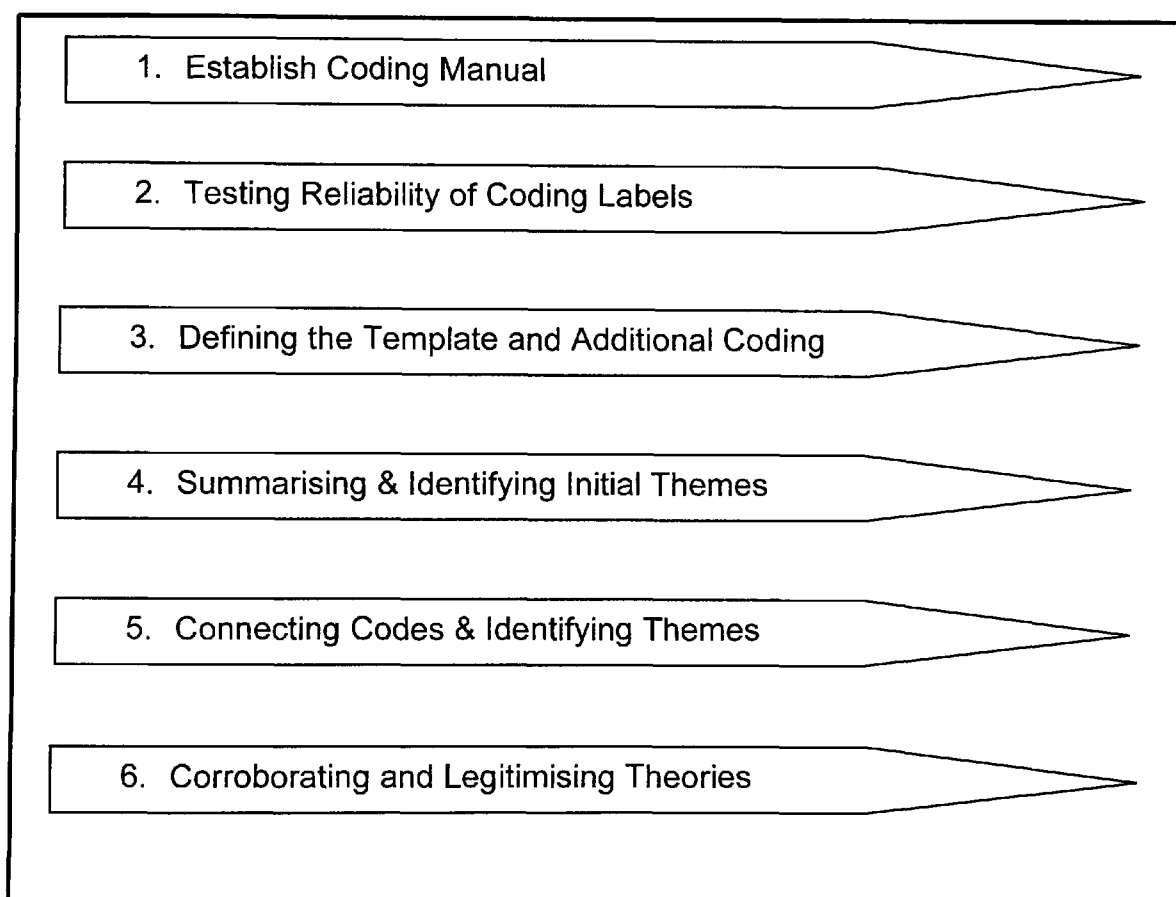 1. Establish Coding Manual
2. Testing Reliability of Coding Labels
3. Defining the Template and Additional Coding
4. Summarising & Identifying Initial Themes
5. Connecting Codes & Identifying Themes
6. Corroborating and Legitimising Theories